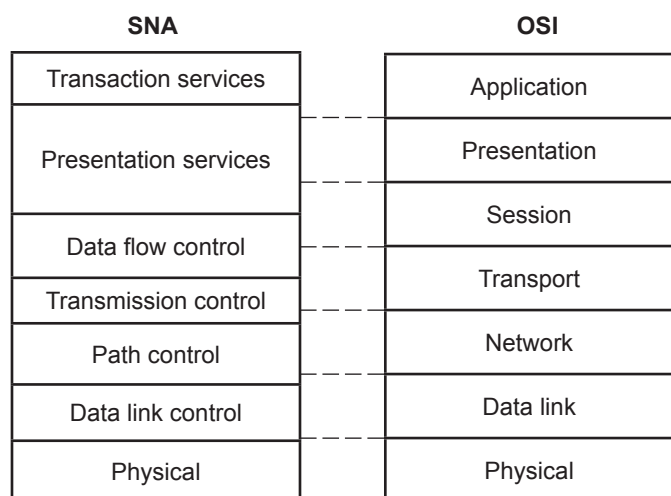 SNA
Transaction services
Presentation services
Data flow control
Transmission control
Path control
Data link control
Physical
OSI
Application
Presentation
Session
Transport
Network
Data link
Physical